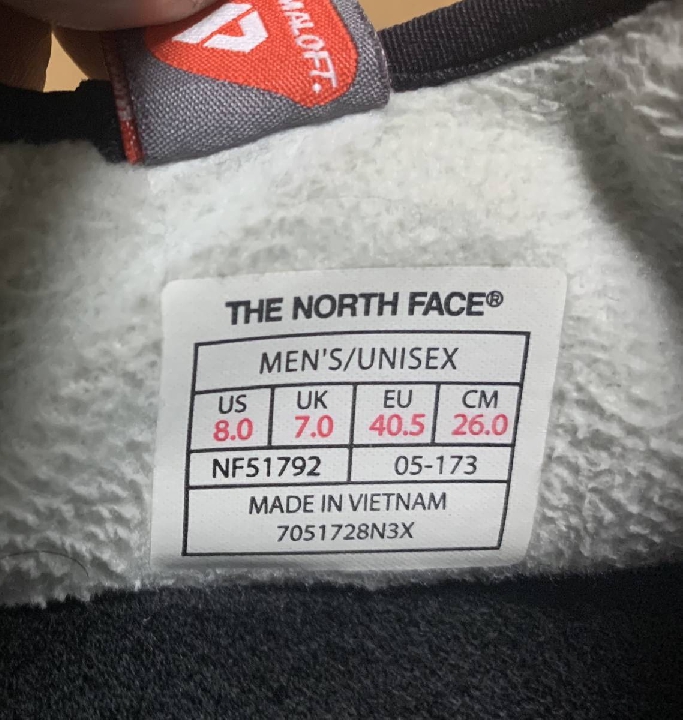 MALOFT.
THE NORTH FACE®
MEN'S/UNISEX
US UK EU CM
8.0 7.0 40.5 26.0
NF51792 05-173
MADE IN VIETNAM
7051728N3X